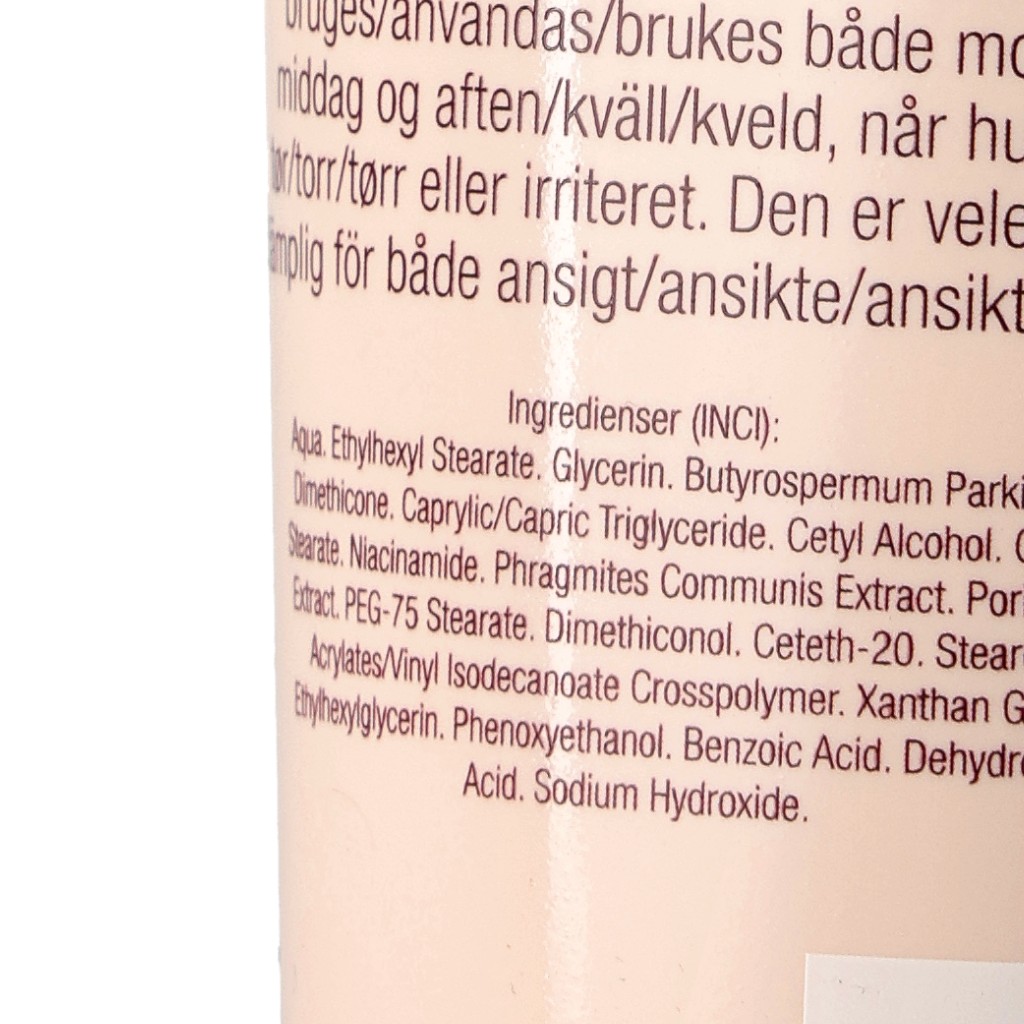 bruges/användas/brukes både mo
middag og aften/kväll/kveld, når hu
tør/torr/tørr eller irriteret. Den er vele
ämplig för både ansigt/ansikte/ansikt
Ingredienser (INCI):
Aqua. Ethylhexyl Stearate. Glycerin. Butyrospermum Parki
Dimethicone. Caprylic/Capric Triglyceride. Cetyl Alcohol.
Stearate. Niacinamide. Phragmites Communis Extract. Por
Extract. PEG-75 Stearate. Dimethiconol. Ceteth-20. Stear
Acrylates/Vinyl Isodecanoate Crosspolymer. Xanthan G
Ethylhexylglycerin. Phenoxyethanol. Benzoic Acid. Dehydr
Acid. Sodium Hydroxide.